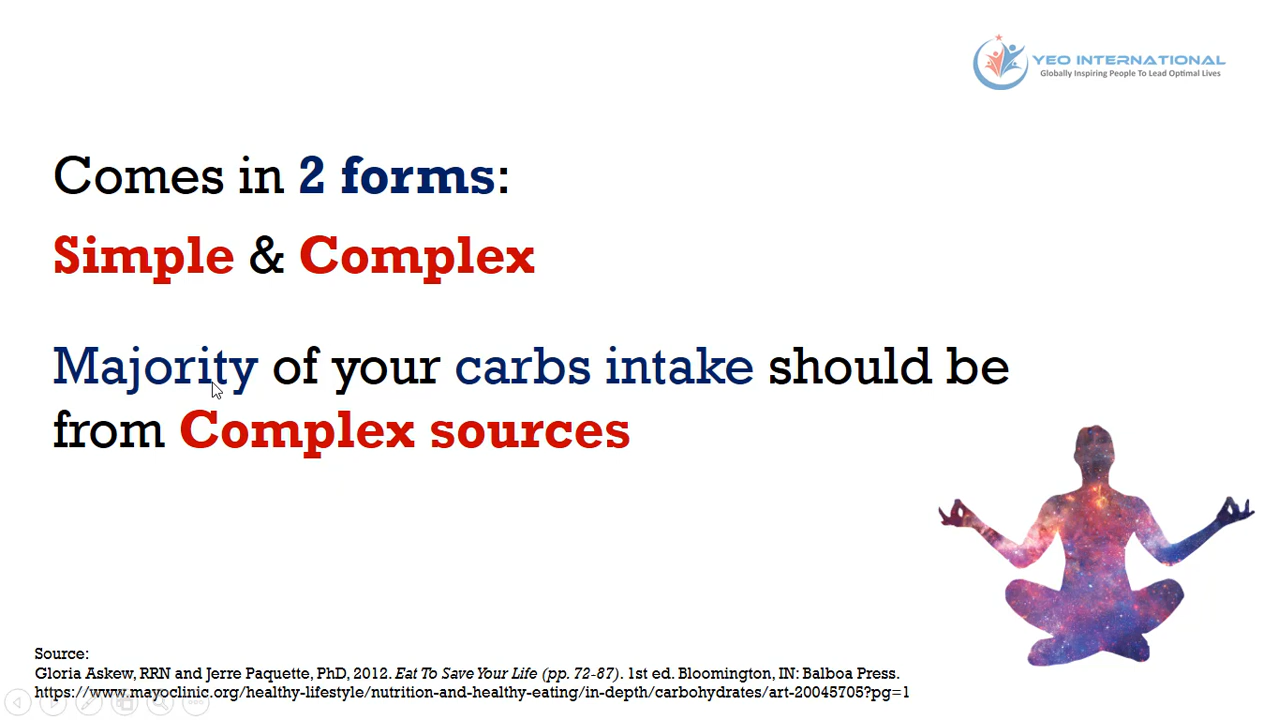 YEO INTERNATIONAL
Globally Inspiring People To Lead Optimal Lives
Comes in 2 forms:
Simple & Complex
Majority of your carbs intake should be
from Complex sources
Source:
Gloria Askew, RRN and Jerre Paquette, PhD, 2012. Eat To Save Your Life (pp. 72-87). 1st ed. Bloomington, IN: Balboa Press.
https://www.mayoclinic.org/healthy-lifestyle/nutrition-and-healthy-eating/in-depth/carbohydrates/art-20045705?pg=1